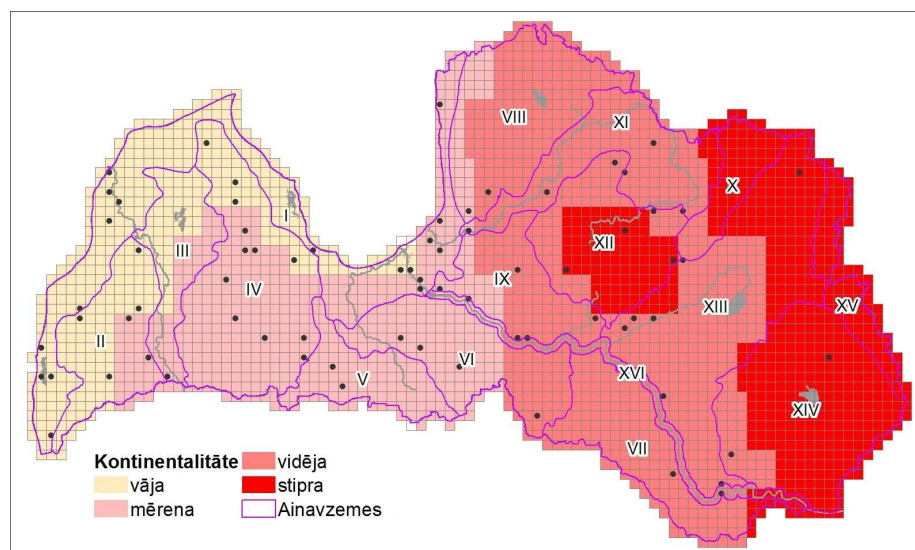 VIII
XI
X
I
III
XII
IV
IX
XIII
XV
II
VI
V
XVI
XIV
VII
Kontinentalitāte
vāja
mērena
vidēja
stipra
Ainavzemes